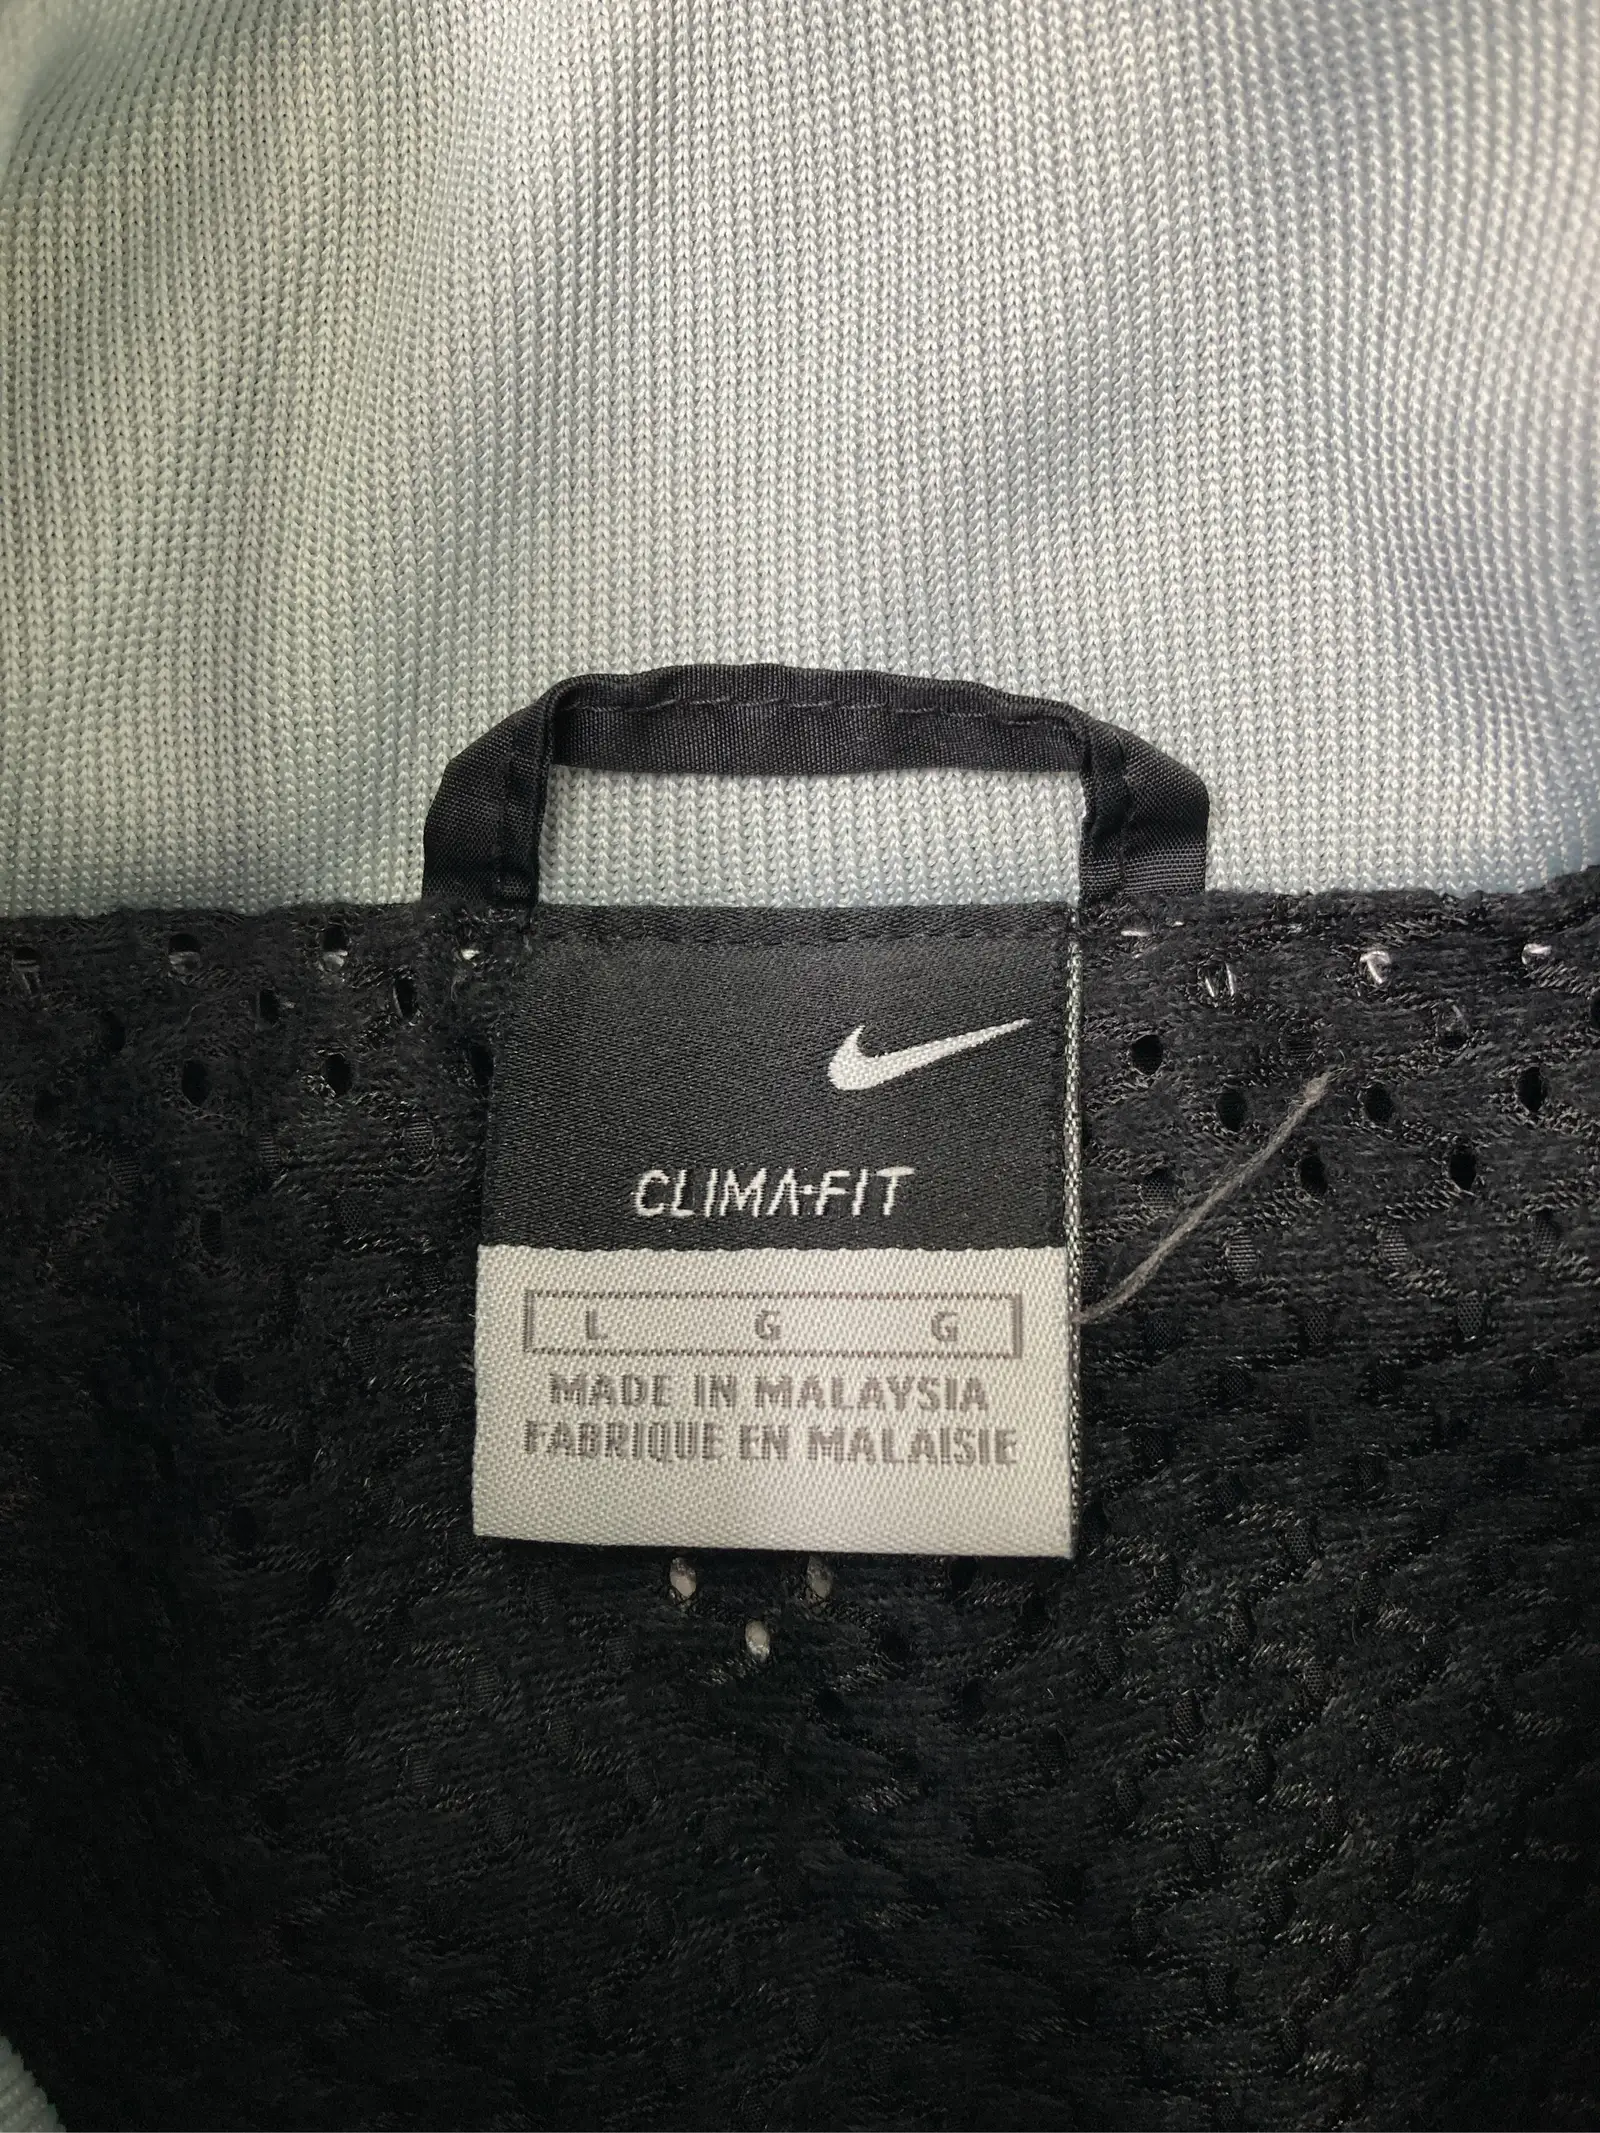 CLIMA•FIT
L G G
MADE IN MALAYSIA
FABRIQUE EN MALAISIE